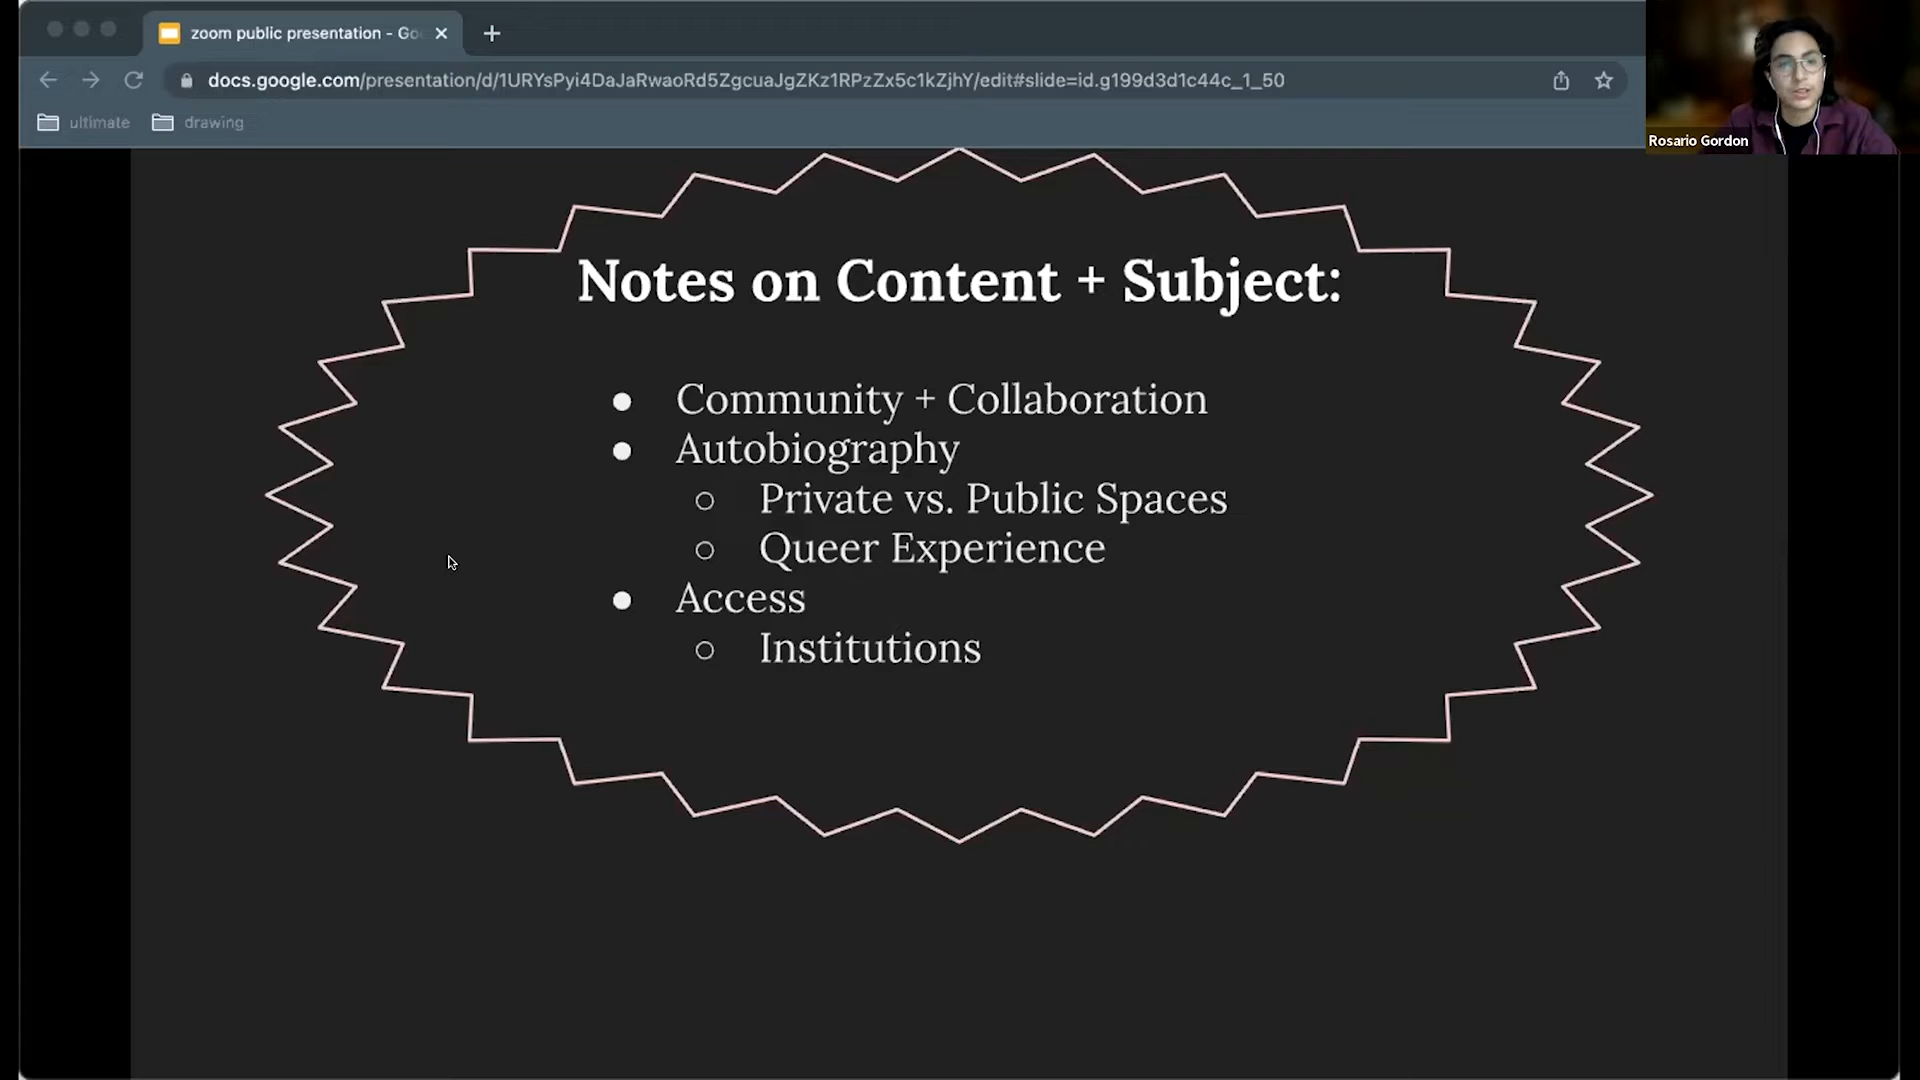 zoom public presentation - Go
docs.google.com/presentation/d/1URYsPyi4DaJaRwaoRd5ZgcuaJgZKz1RPzZx5c1kZjhY/edit#slide=id.g199d3d1c44c_1_50
ultimate drawing
Rosario Gordon
Notes on Content + Subject:
● Community + Collaboration
● Autobiography
○ Private vs. Public Spaces
○ Queer Experience
● Access
○ Institutions